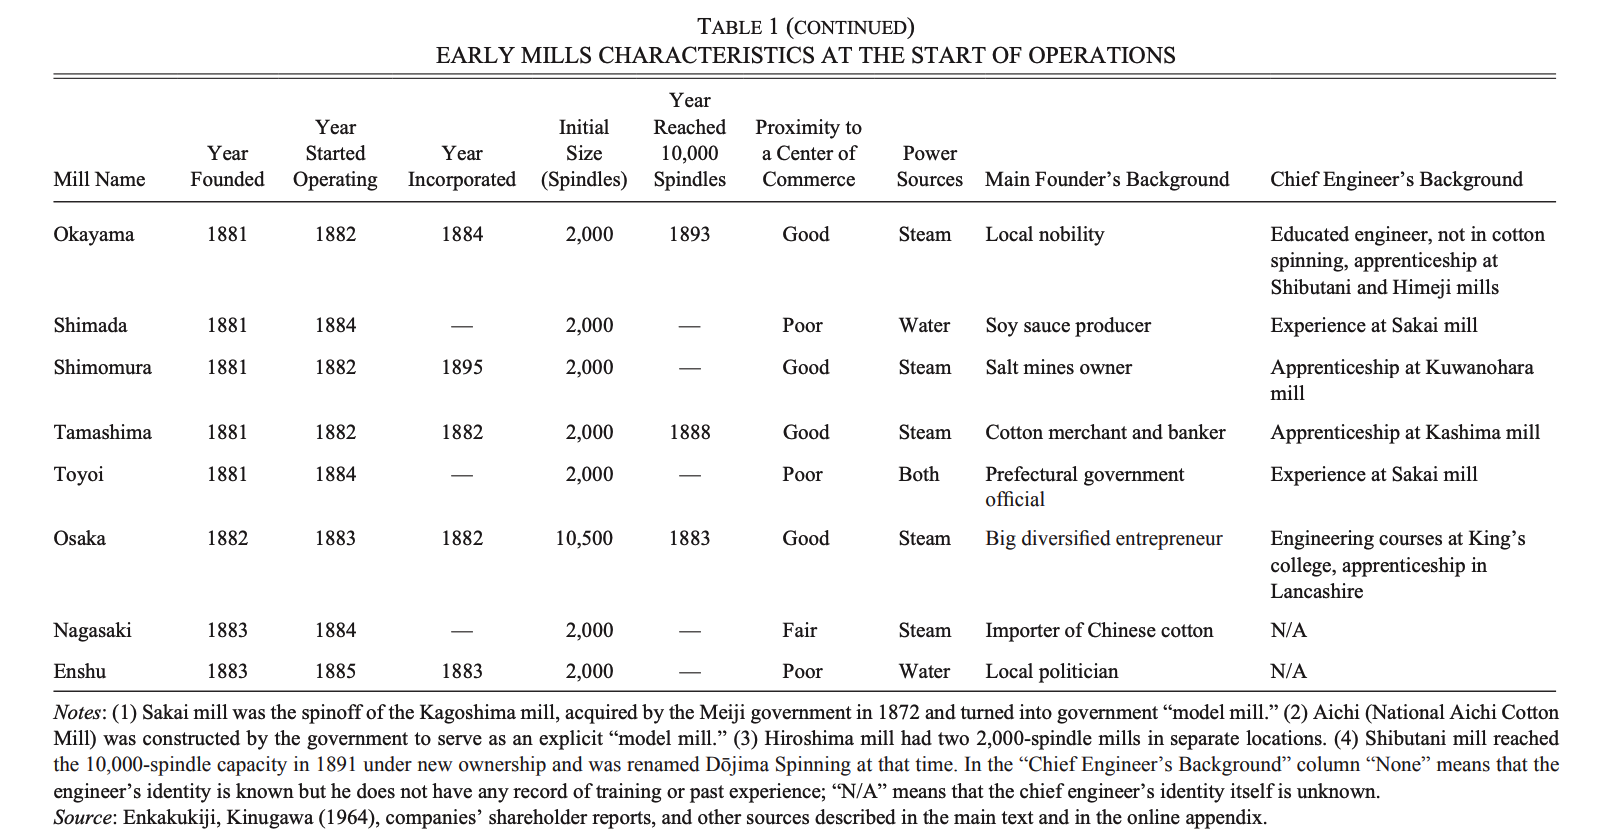 TABLE 1 (CONTINUED)
EARLY MILLS CHARACTERISTICS AT THE START OF OPERATIONS
Mill Name | Year Founded | Year Started Operating | Year Incorporated | Initial Size (Spindles) | Year Reached 10,000 Spindles | Proximity to a Center of Commerce | Power Sources | Main Founder’s Background | Chief Engineer’s Background
Okayama | 1881 | 1882 | 1884 | 2,000 | 1893 | Good | Steam | Local nobility | Educated engineer, not in cotton spinning, apprenticeship at Shibutani and Himeji mills
Shimada | 1881 | 1884 | — | 2,000 | — | Poor | Water | Soy sauce producer | Experience at Sakai mill
Shimomura | 1881 | 1882 | 1895 | 2,000 | — | Good | Steam | Salt mines owner | Apprenticeship at Kuwanohara mill
Tamashima | 1881 | 1882 | 1882 | 2,000 | 1888 | Good | Steam | Cotton merchant and banker | Apprenticeship at Kashima mill
Toyoi | 1881 | 1884 | — | 2,000 | — | Poor | Both | Prefectural government official | Experience at Sakai mill
Osaka | 1882 | 1883 | 1882 | 10,500 | 1883 | Good | Steam | Big diversified entrepreneur | Engineering courses at King’s college, apprenticeship in Lancashire
Nagasaki | 1883 | 1884 | — | 2,000 | — | Fair | Steam | Importer of Chinese cotton | N/A
Enshu | 1883 | 1885 | 1883 | 2,000 | — | Poor | Water | Local politician | N/A
Notes: (1) Sakai mill was the spinoff of the Kagoshima mill, acquired by the Meiji government in 1872 and turned into government “model mill.” (2) Aichi (National Aichi Cotton
Mill) was constructed by the government to serve as an explicit “model mill.” (3) Hiroshima mill had two 2,000-spindle mills in separate locations. (4) Shibutani mill reached
the 10,000-spindle capacity in 1891 under new ownership and was renamed Dōjima Spinning at that time. In the “Chief Engineer’s Background” column “None” means that the
engineer’s identity is known but he does not have any record of training or past experience; “N/A” means that the chief engineer’s identity itself is unknown.
Source: Enkakukiji, Kinugawa (1964), companies’ shareholder reports, and other sources described in the main text and in the online appendix.